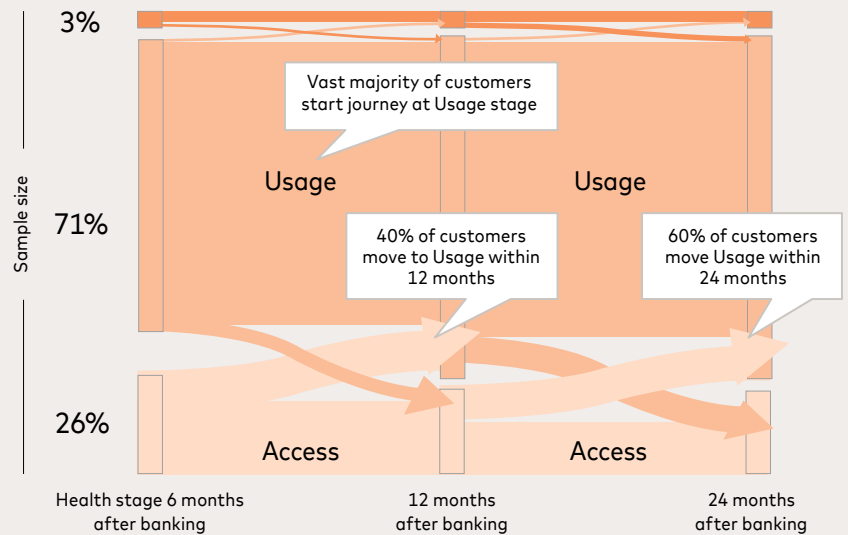 3%
Vast majority of customers
start journey at Usage stage
Usage
Usage
Sample size
71%
40% of customers
move to Usage within
12 months
60% of customers
move Usage within
24 months
26%
Access
Access
Health stage 6 months
after banking
12 months
after banking
24 months
after banking